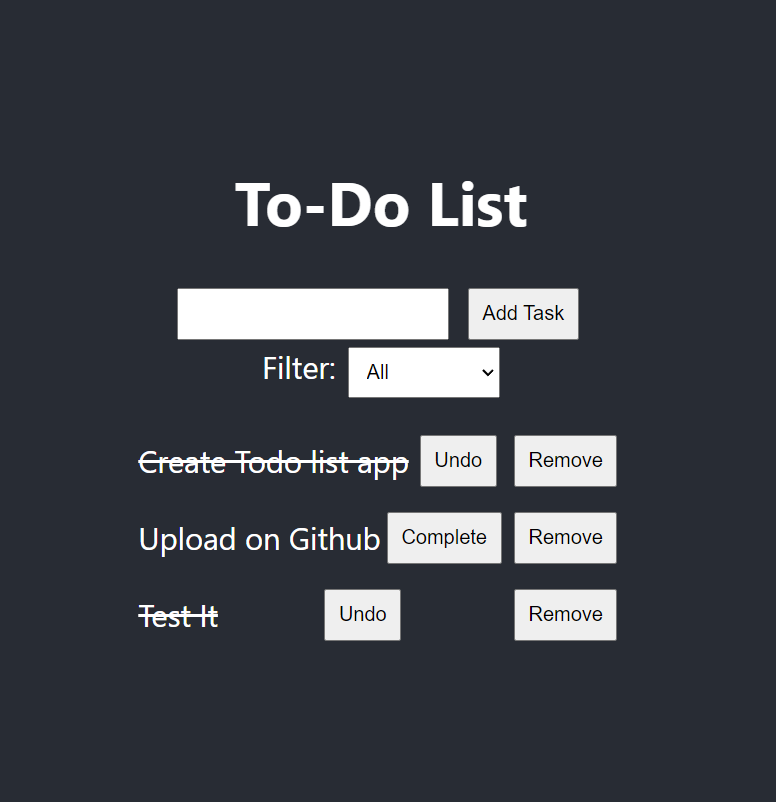 To-Do List
Add Task
Filter: All
Create Todo list app Undo Remove
Upload on Github Complete Remove
Test It Undo Remove